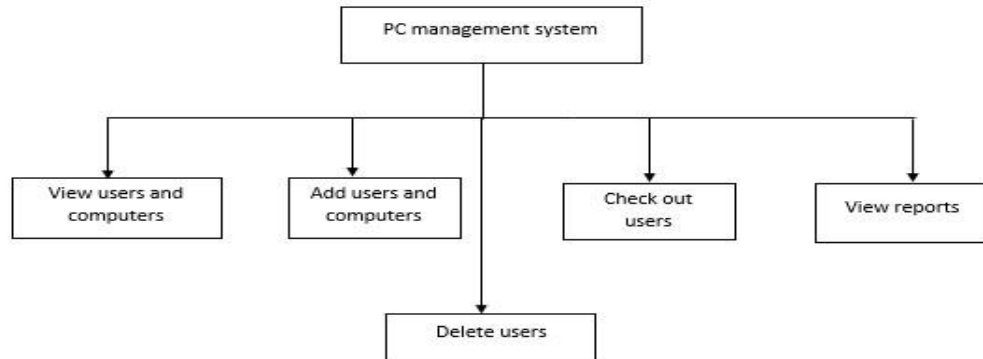 PC management system
View users and
computers
Add users and
computers
Check out
users
View reports
Delete users